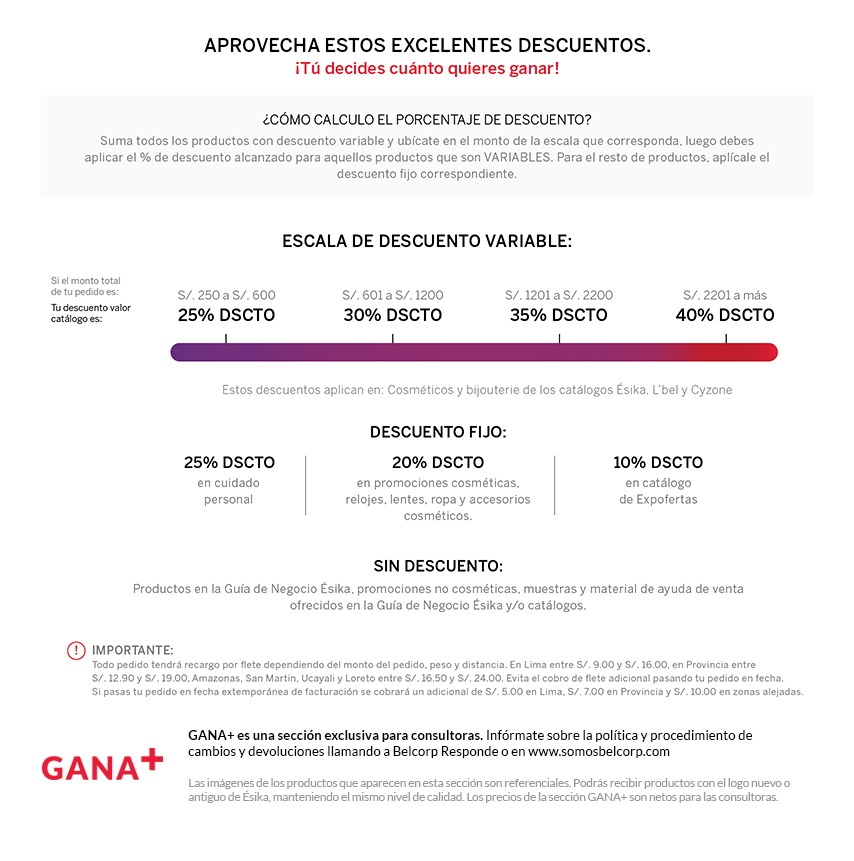 APROVECHA ESTOS EXCELENTES DESCUENTOS.
¡Tú decides cuánto quieres ganar!
¿CÓMO CALCULO EL PORCENTAJE DE DESCUENTO?
Suma todos los productos con descuento variable y ubícate en el monto de la escala que corresponda, luego debes
aplicar el % de descuento alcanzado para aquellos productos que son VARIABLES. Para el resto de productos, aplícale el
descuento fijo correspondiente.
ESCALA DE DESCUENTO VARIABLE:
Si el monto total
de tu pedido es:
Tu descuento valor
catálogo es:
S/. 250 a S/. 600
25% DSCTO
S/. 601 a S/. 1200
30% DSCTO
S/. 1201 a S/. 2200
35% DSCTO
S/. 2201 a más
40% DSCTO
Estos descuentos aplican en: Cosméticos y bijouterie de los catálogos Ésika, L'bel y Cyzone
DESCUENTO FIJO:
25% DSCTO
en cuidado
personal
20% DSCTO
en promociones cosméticas,
relojes, lentes, ropa y accesorios
cosméticos.
10% DSCTO
en catálogo
de Expofertas
SIN DESCUENTO:
Productos en la Guía de Negocio Ésika, promociones no cosméticas, muestras y material de ayuda de venta
ofrecidos en la Guía de Negocio Ésika y/o catálogos.
! IMPORTANTE:
Todo pedido tendrá recargo por flete dependiendo del monto del pedido, peso y distancia. En Lima entre S/. 9.00 y S/. 16.00, en Provincia entre
S/. 12.90 y S/. 19.00, Amazonas, San Martin, Ucayali y Loreto entre S/. 16.50 y S/. 24.00. Evita el cobro de flete adicional pasando tu pedido en fecha.
Si pasas tu pedido en fecha extemporánea de facturación se cobrará un adicional de S/. 5.00 en Lima, S/. 7.00 en Provincia y S/. 10.00 en zonas alejadas.
GANA+
GANA+ es una sección exclusiva para consultoras. Infórmate sobre la política y procedimiento de
cambios y devoluciones llamando a Belcorp Responde o en www.somosbelcorp.com
Las imágenes de los productos que aparecen en esta sección son referenciales. Podrás recibir productos con el logo nuevo o
antiguo de Ésika, manteniendo el mismo nivel de calidad. Los precios de la sección GANA+ son netos para las consultoras.